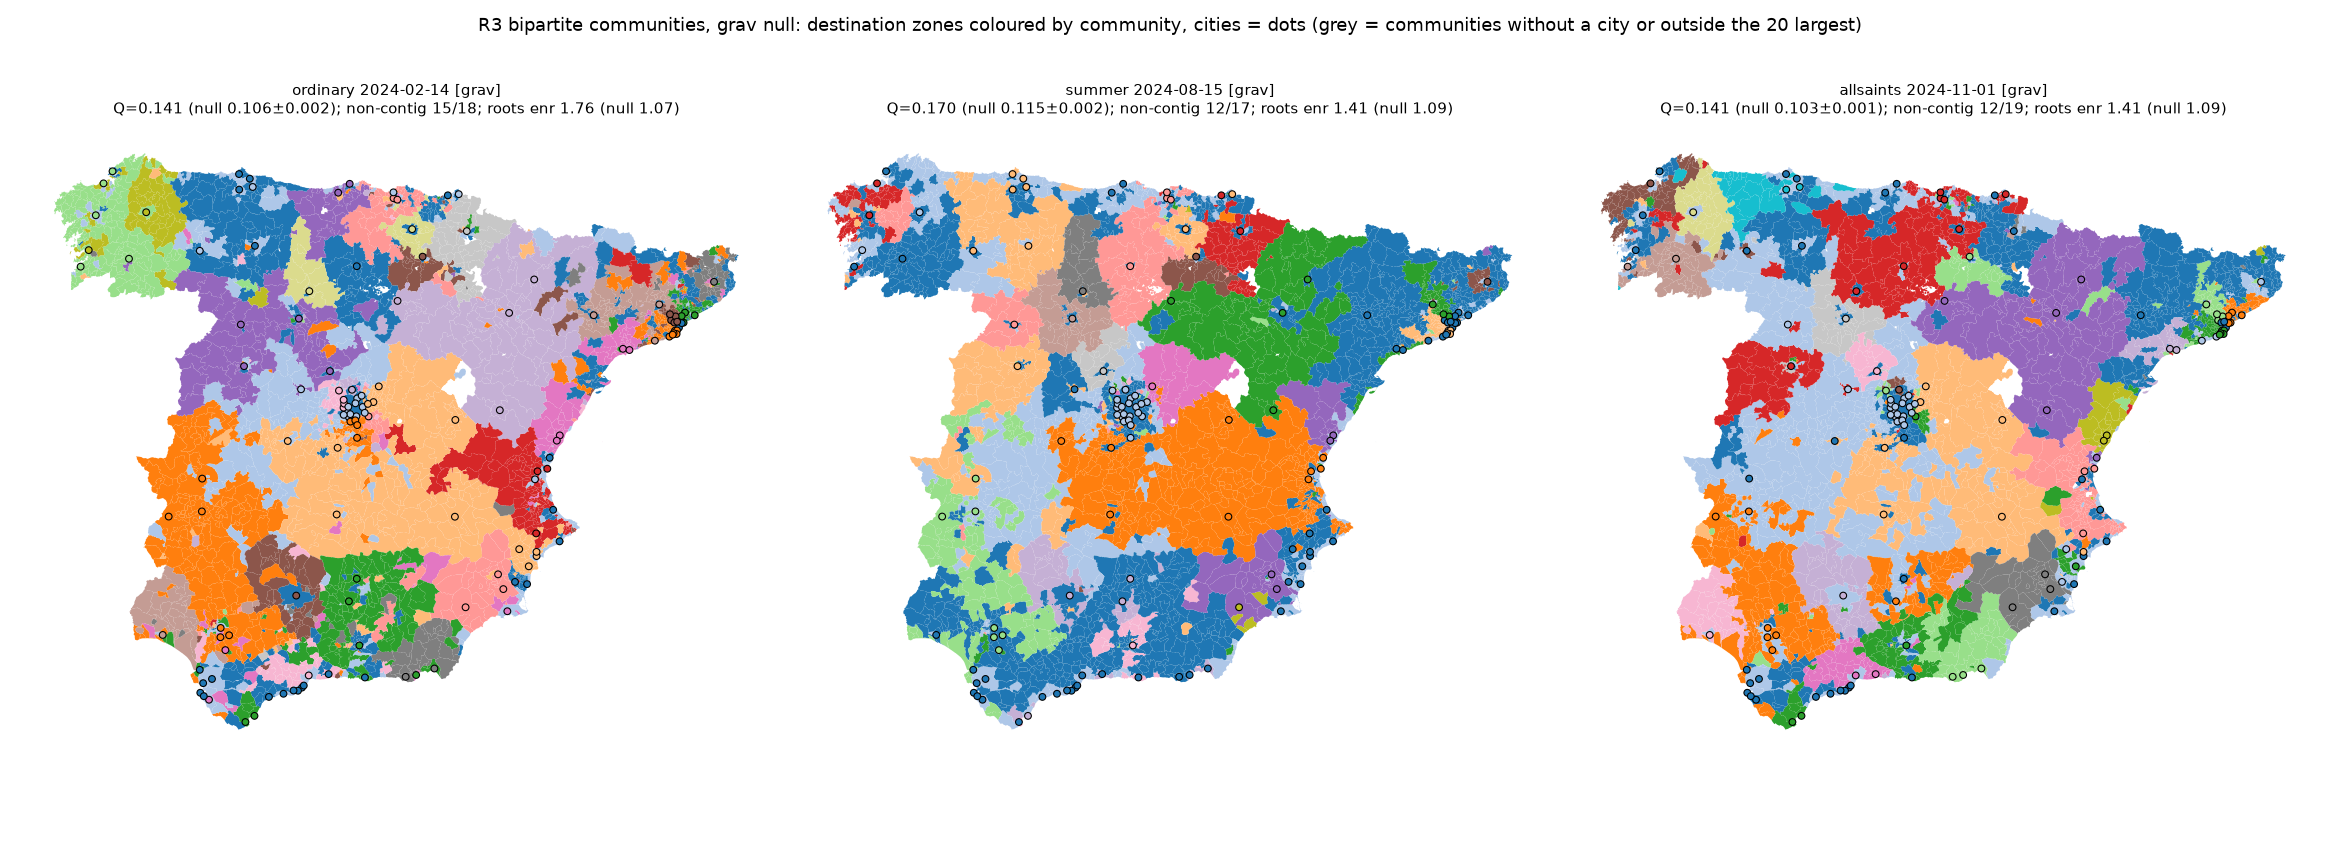 R3 bipartite communities, grav null: destination zones coloured by community, cities = dots (grey = communities without a city or outside the 20 largest)
ordinary 2024-02-14 [grav]
Q=0.141 (null 0.106±0.002); non-contig 15/18; roots enr 1.76 (null 1.07)
summer 2024-08-15 [grav]
Q=0.170 (null 0.115±0.002); non-contig 12/17; roots enr 1.41 (null 1.09)
allsaints 2024-11-01 [grav]
Q=0.141 (null 0.103±0.001); non-contig 12/19; roots enr 1.41 (null 1.09)